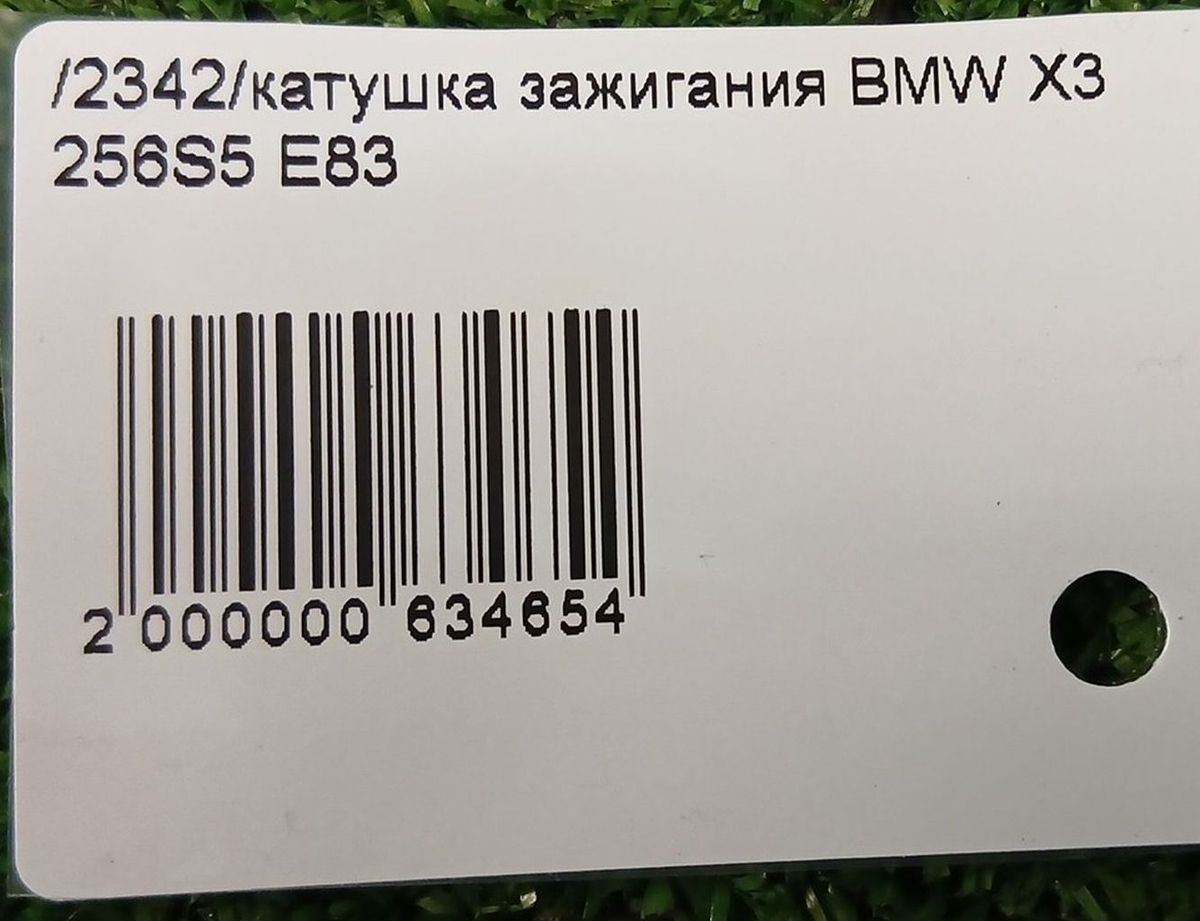 /2342/катушка зажигания BMW X3
256S5 E83
2 000000 634654